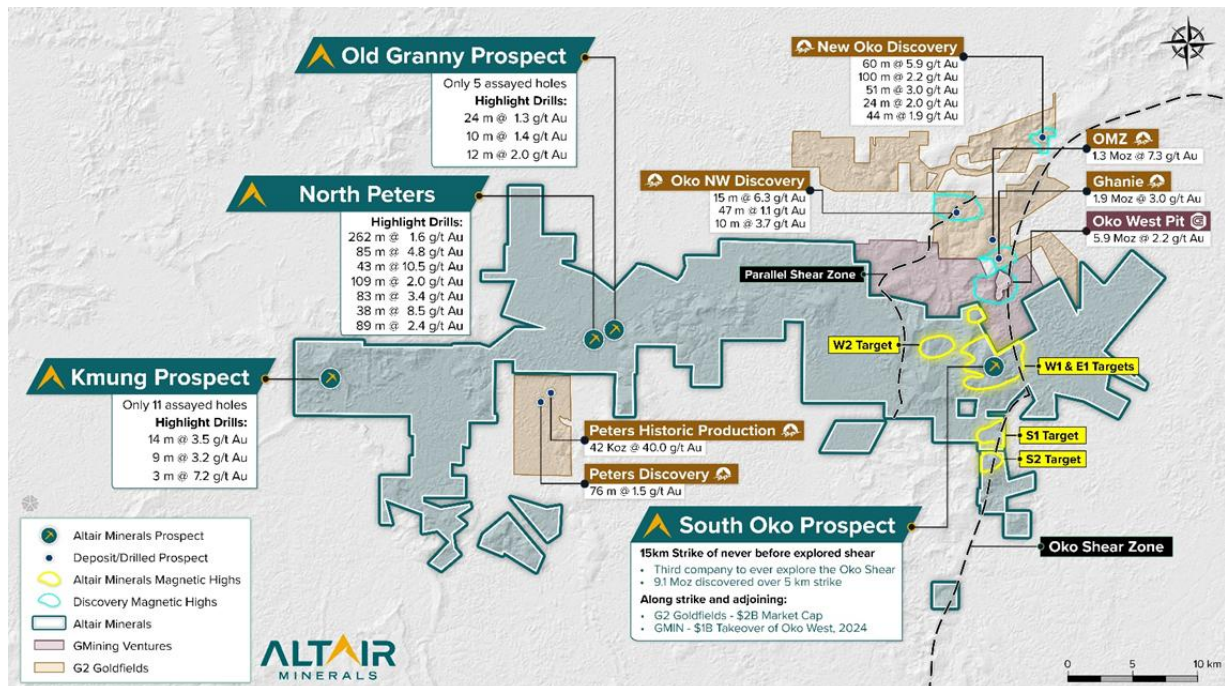 Old Granny Prospect
Only 5 assayed holes
Highlight Drills:
24 m @ 1.3 g/t Au
10 m @ 1.4 g/t Au
12 m @ 2.0 g/t Au
New Oko Discovery
60 m @ 5.9 g/t Au
100 m @ 2.2 g/t Au
51 m @ 3.0 g/t Au
24 m @ 2.0 g/t Au
44 m @ 1.9 g/t Au
OMZ
1.3 Moz @ 7.3 g/t Au
Ghanie
1.9 Moz @ 3.0 g/t Au
Oko West Pit
5.9 Moz @ 2.2 g/t Au
Oko NW Discovery
15 m @ 6.3 g/t Au
47 m @ 1.1 g/t Au
10 m @ 3.7 g/t Au
North Peters
Highlight Drills:
262 m @ 1.6 g/t Au
85 m @ 4.8 g/t Au
43 m @ 10.5 g/t Au
109 m @ 2.0 g/t Au
83 m @ 3.4 g/t Au
38 m @ 8.5 g/t Au
89 m @ 2.4 g/t Au
Parallel Shear Zone
W2 Target
W1 & E1 Targets
S1 Target
S2 Target
Kmung Prospect
Only 11 assayed holes
Highlight Drills:
14 m @ 3.5 g/t Au
9 m @ 3.2 g/t Au
3 m @ 7.2 g/t Au
Peters Historic Production
42 Koz @ 40.0 g/t Au
Peters Discovery
76 m @ 1.5 g/t Au
South Oko Prospect
15km Strike of never before explored shear
• Third company to ever explore the Oko Shear
• 9.1 Moz discovered over 5 km strike
Along strike and adjoining:
• G2 Goldfields - $2B Market Cap
• GMIN - $1B Takeover of Oko West, 2024
Oko Shear Zone
Altair Minerals Prospect
Deposit/Drilled Prospect
Altair Minerals Magnetic Highs
Discovery Magnetic Highs
Altair Minerals
GMining Ventures
G2 Goldfields
ALTAIR
MINERALS
0 5 10 km